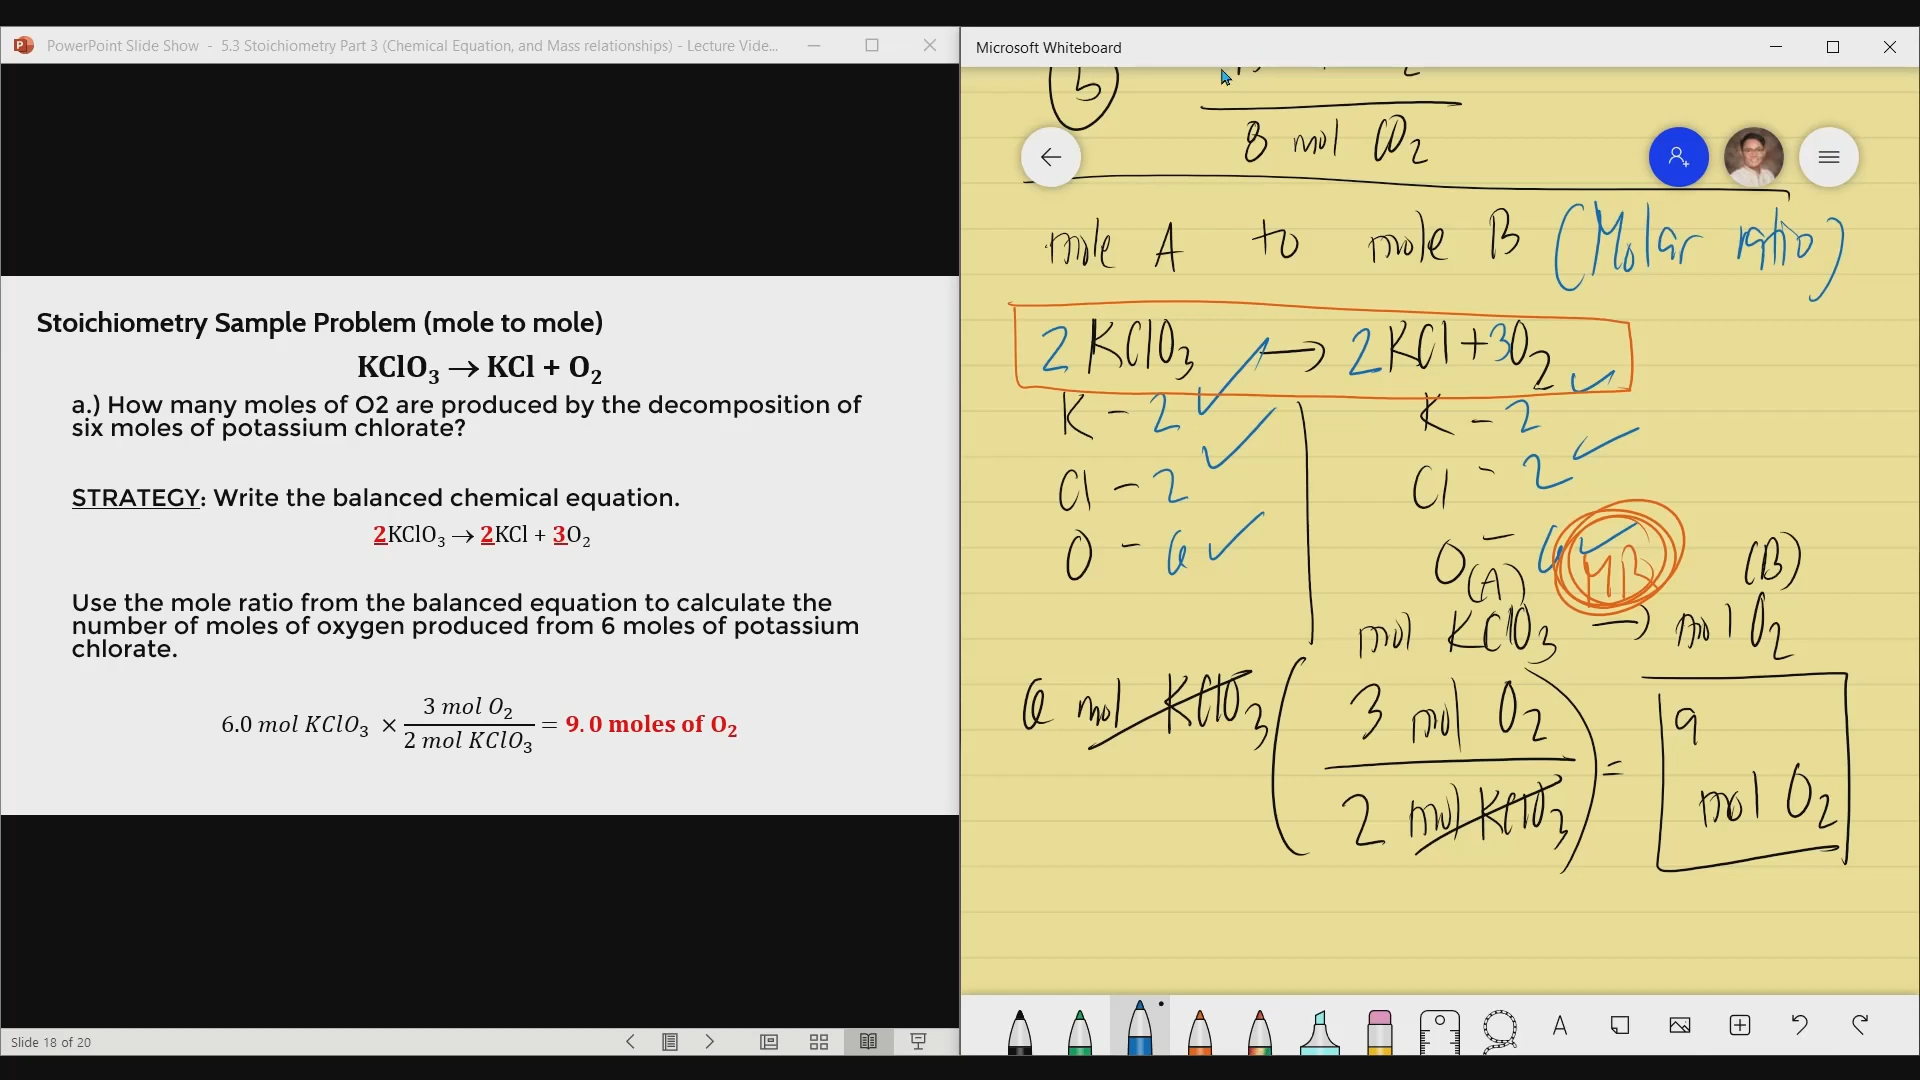 PowerPoint Slide Show - 5.3 Stoichiometry Part 3 (Chemical Equation, and Mass relationships) - Lecture Vide...
Stoichiometry Sample Problem (mole to mole)
KClO₃ → KCl + O₂
a.) How many moles of O2 are produced by the decomposition of
six moles of potassium chlorate?
STRATEGY: Write the balanced chemical equation.
2KClO₃ → 2KCl + 3O₂
Use the mole ratio from the balanced equation to calculate the
number of moles of oxygen produced from 6 moles of potassium
chlorate.
3 mol O₂
6.0 mol KClO₃ × = 9.0 moles of O₂
2 mol KClO₃
Slide 18 of 20
Microsoft Whiteboard
8 mol CO₂
mole A to mole B (Molar ratio)
2 KClO₃ → 2 KCl + 3O₂
K - 2
K - 2
Cl - 2
Cl - 2
O - 6
O - 6
MB
(A) (B)
mol KClO₃ → mol O₂
6 mol KClO₃ ( 3 mol O₂
2 mol KClO₃ ) = 9
mol O₂
A